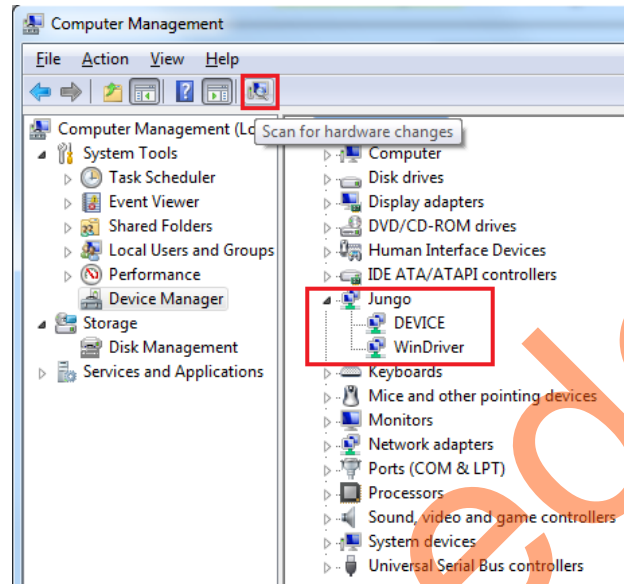 Computer Management
File Action View Help
Scan for hardware changes
Computer Management (Lo
System Tools
Task Scheduler
Event Viewer
Shared Folders
Local Users and Groups
Performance
Device Manager
Storage
Disk Management
Services and Applications
Computer
Disk drives
Display adapters
DVD/CD-ROM drives
Human Interface Devices
IDE ATA/ATAPI controllers
Jungo
DEVICE
WinDriver
Keyboards
Mice and other pointing devices
Monitors
Network adapters
Ports (COM & LPT)
Processors
Sound, video and game controllers
System devices
Universal Serial Bus controllers